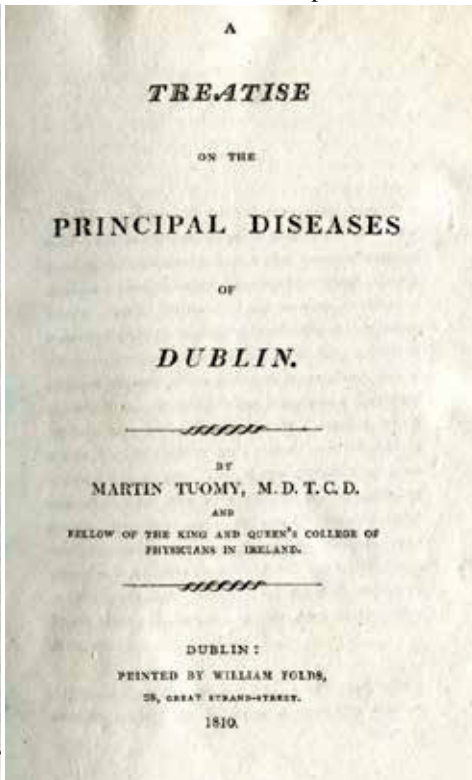 A
TREATISE
ON THE
PRINCIPAL DISEASES
OF
DUBLIN.
BY
MARTIN TUOMY, M.D.T.C.D.
AND
FELLOW OF THE KING AND QUEEN'S COLLEGE OF
PHYSICIANS IN IRELAND.
DUBLIN:
PRINTED BY WILLIAM FOLDS,
38, GREAT STRAND-STREET.
1810.